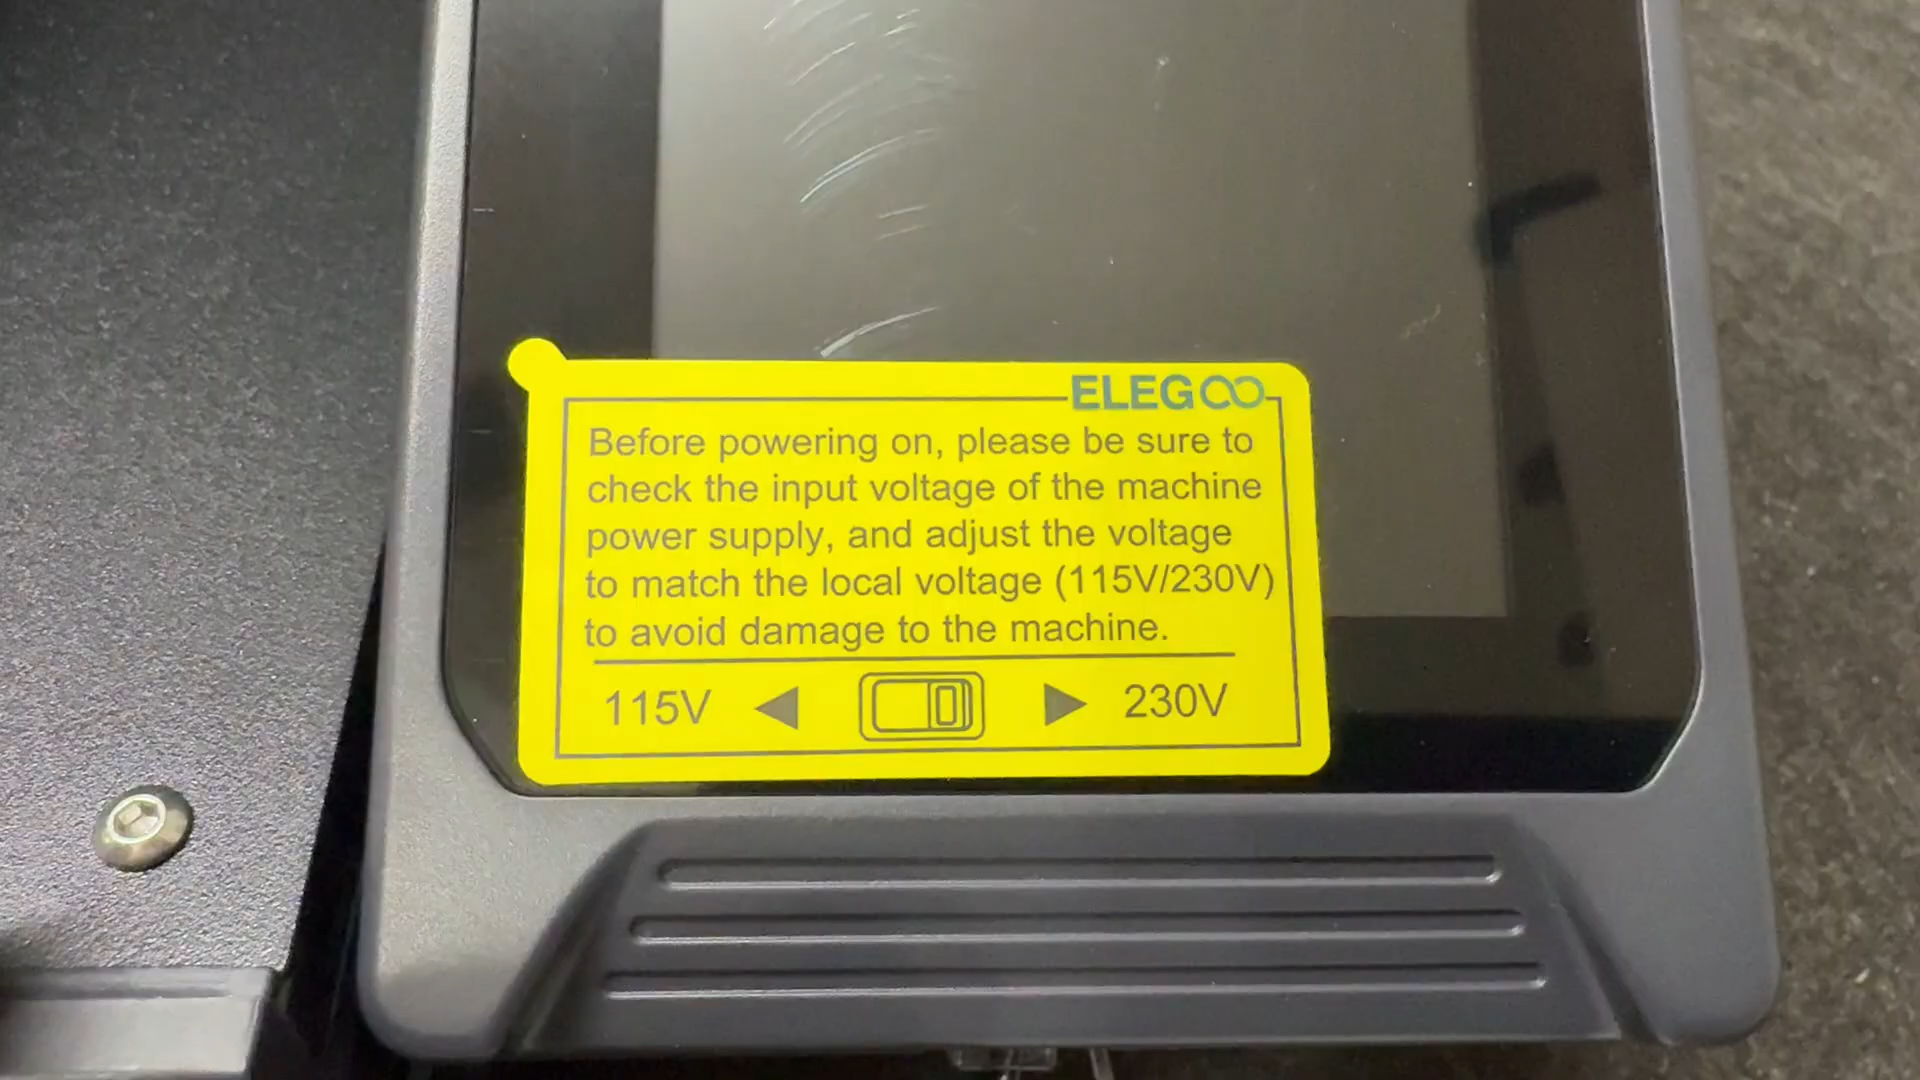 ELEGOO
Before powering on, please be sure to
check the input voltage of the machine
power supply, and adjust the voltage
to match the local voltage (115V/230V)
to avoid damage to the machine.
115V ◀ ▶ 230V